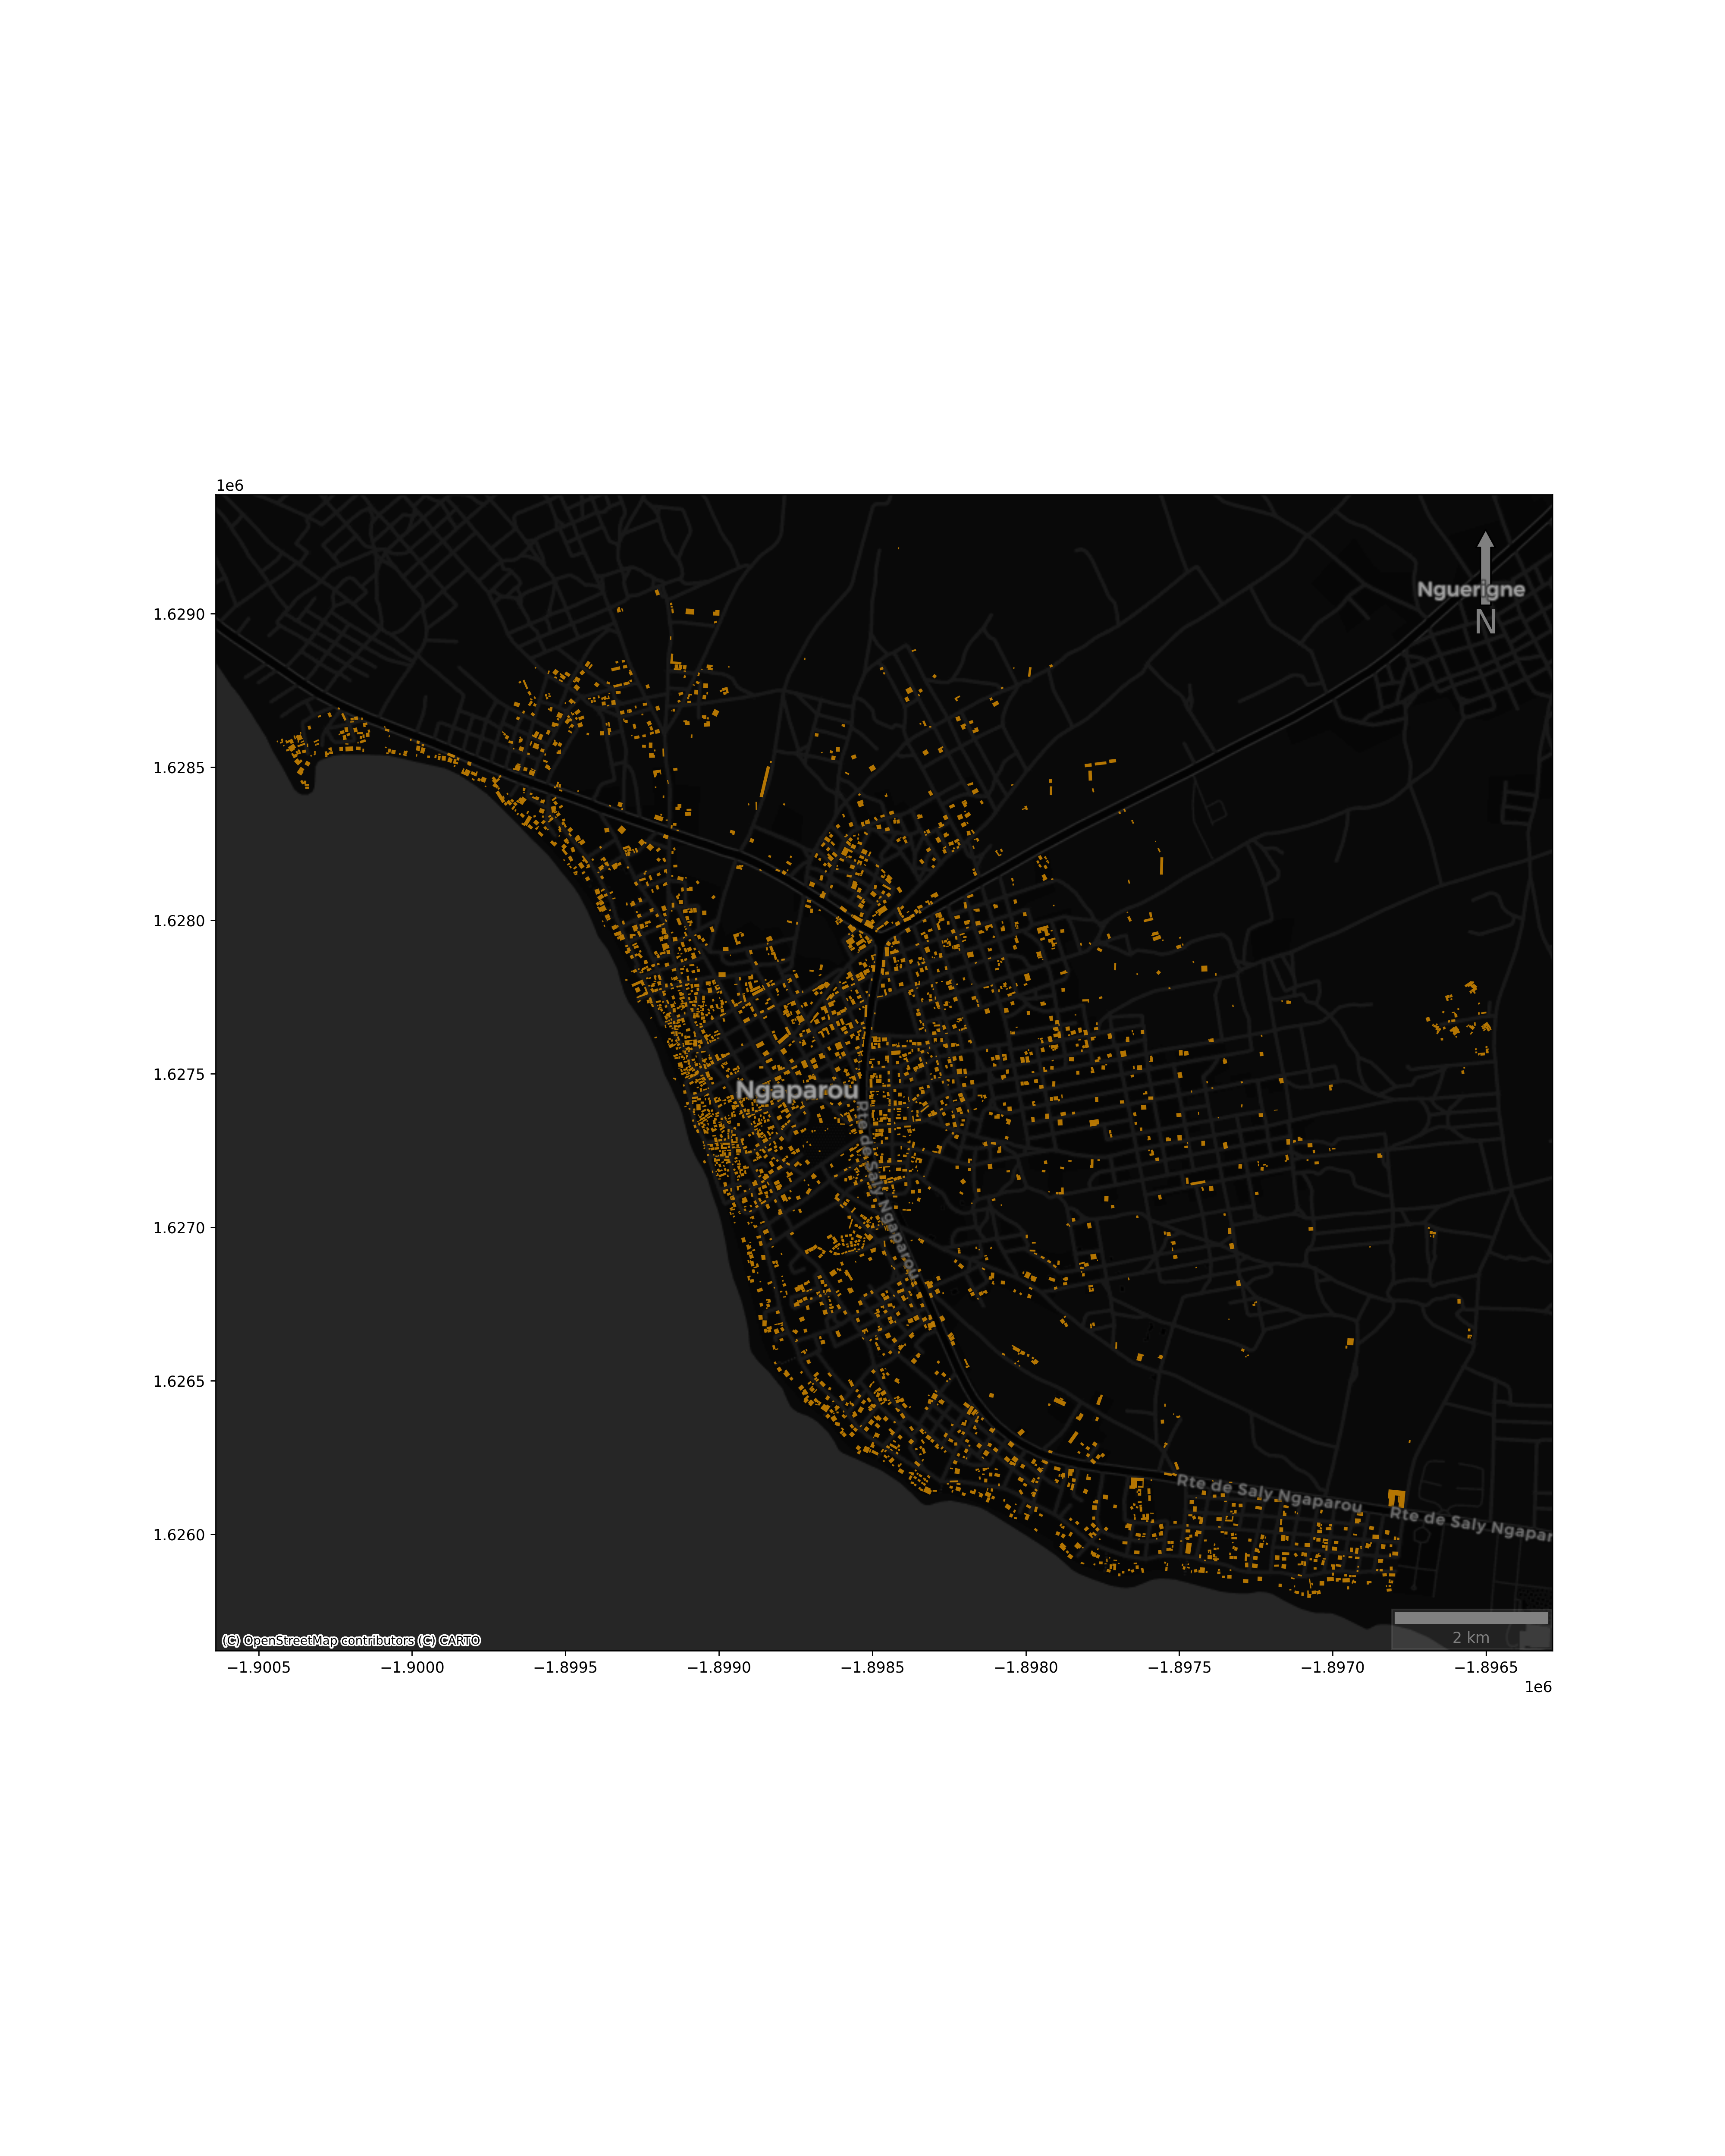 1e6
Nguerigne
N
1.6290
1.6285
1.6280
1.6275
Ngaparou
Rte de Saly Ngaparou
1.6270
1.6265
Rte de Saly Ngaparou
Rte de Saly Ngapar
1.6260
2 km
(C) OpenStreetMap contributors (C) CARTO
−1.9005
−1.9000
−1.8995
−1.8990
−1.8985
−1.8980
−1.8975
−1.8970
−1.8965
1e6